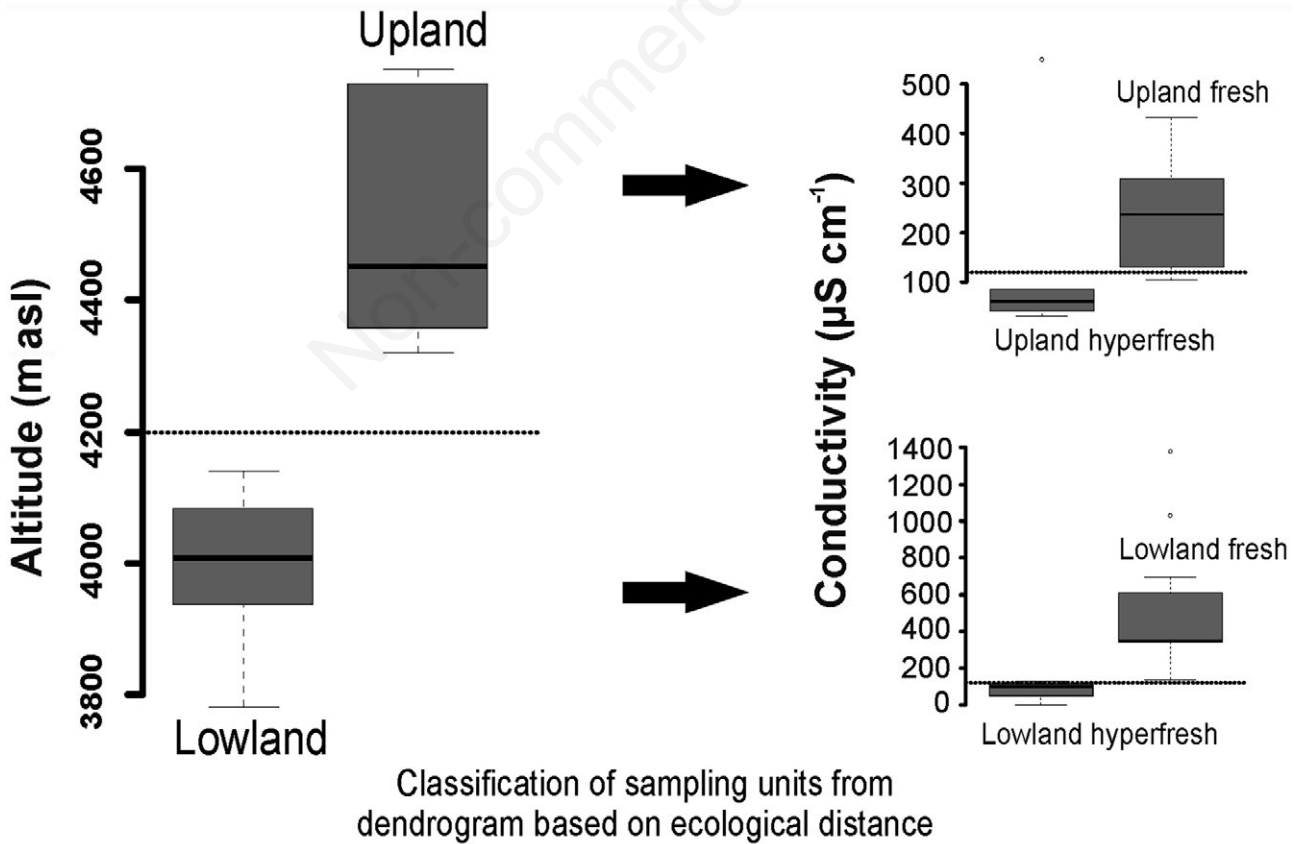 Non-commerc
Upland
Altitude (m asl)
4600
4400
4200
4000
3800
Lowland
Conductivity (µS cm⁻¹)
500
400
300
200
100
Upland fresh
Upland hyperfresh
1400
1200
1000
800
600
400
200
0
Lowland fresh
Lowland hyperfresh
Classification of sampling units from
dendrogram based on ecological distance